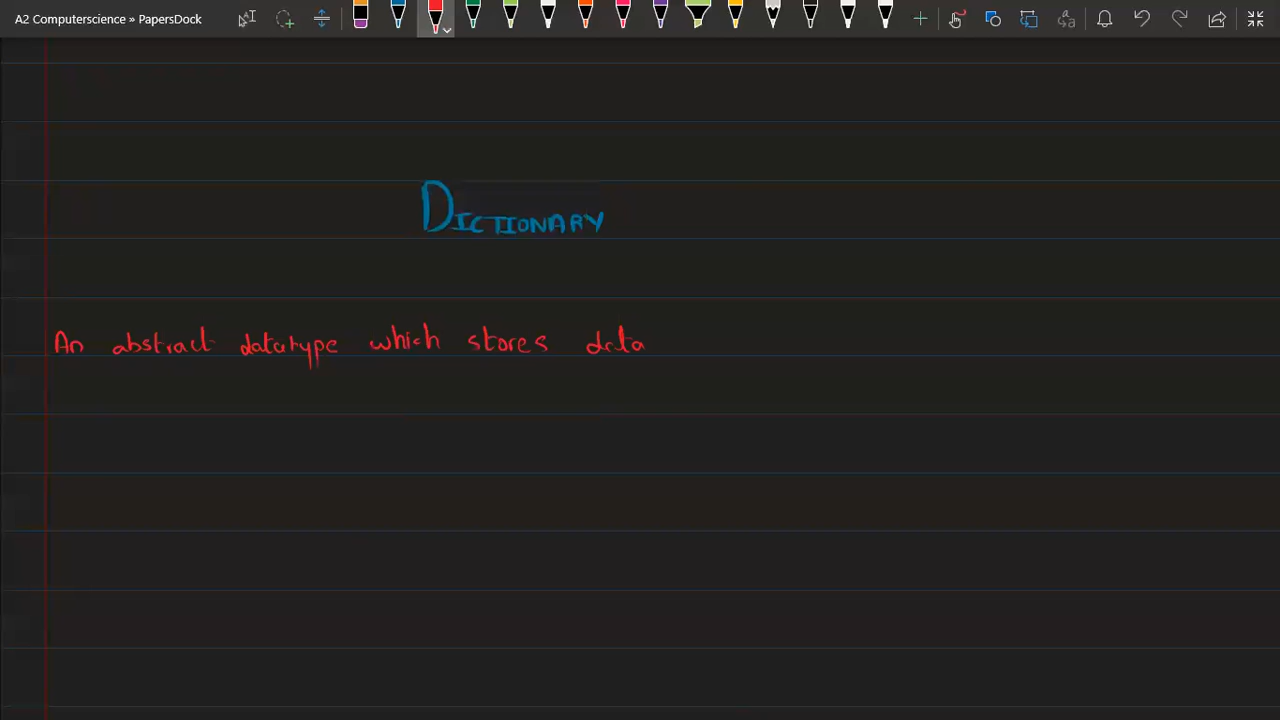 A2 Computerscience » PapersDock
DICTIONARY
An abstract datatype which stores data